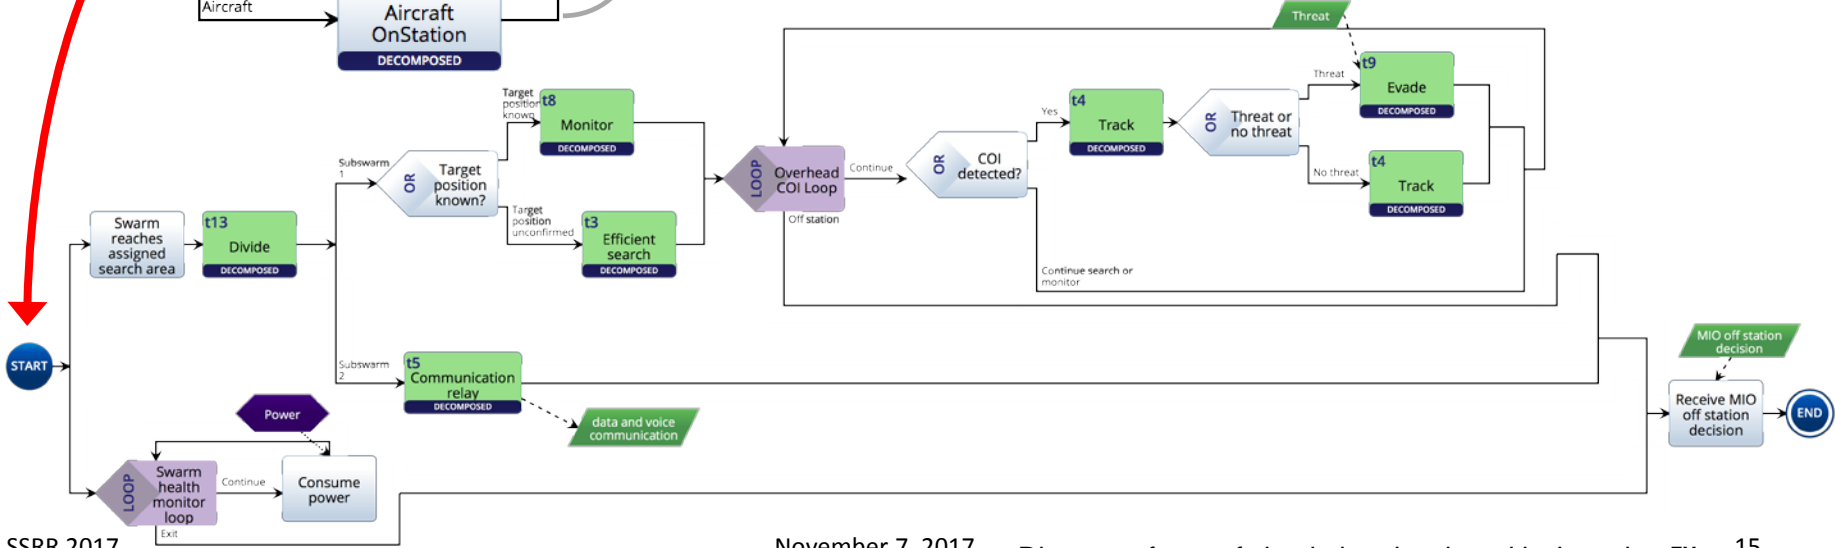 Aircraft
Aircraft
OnStation
DECOMPOSED
Threat
t9
Evade
DECOMPOSED
Threat
Target
position
known
t8
Monitor
DECOMPOSED
Yes
t4
Track
DECOMPOSED
OR
Threat or
no threat
No threat
t4
Track
DECOMPOSED
Subswarm
1
OR
Target
position
known?
LOOP
Overhead
COI Loop
Continue
Off station
OR
COI
detected?
Target
position
unconfirmed
t3
Efficient
search
DECOMPOSED
Swarm
reaches
assigned
search area
t13
Divide
DECOMPOSED
Continue search or
monitor
START
Subswarm
2
t5
Communication
relay
DECOMPOSED
data and voice
communication
MIO off station
decision
Receive MIO
off station
decision
END
Power
LOOP
Swarm
health
monitor
loop
Continue
Consume
power
Exit
SSRR 2017
November 7, 2017
15